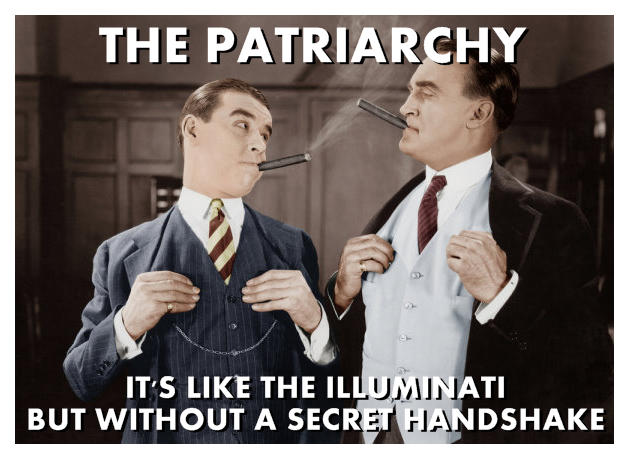 THE PATRIARCHY
IT'S LIKE THE ILLUMINATI
BUT WITHOUT A SECRET HANDSHAKE